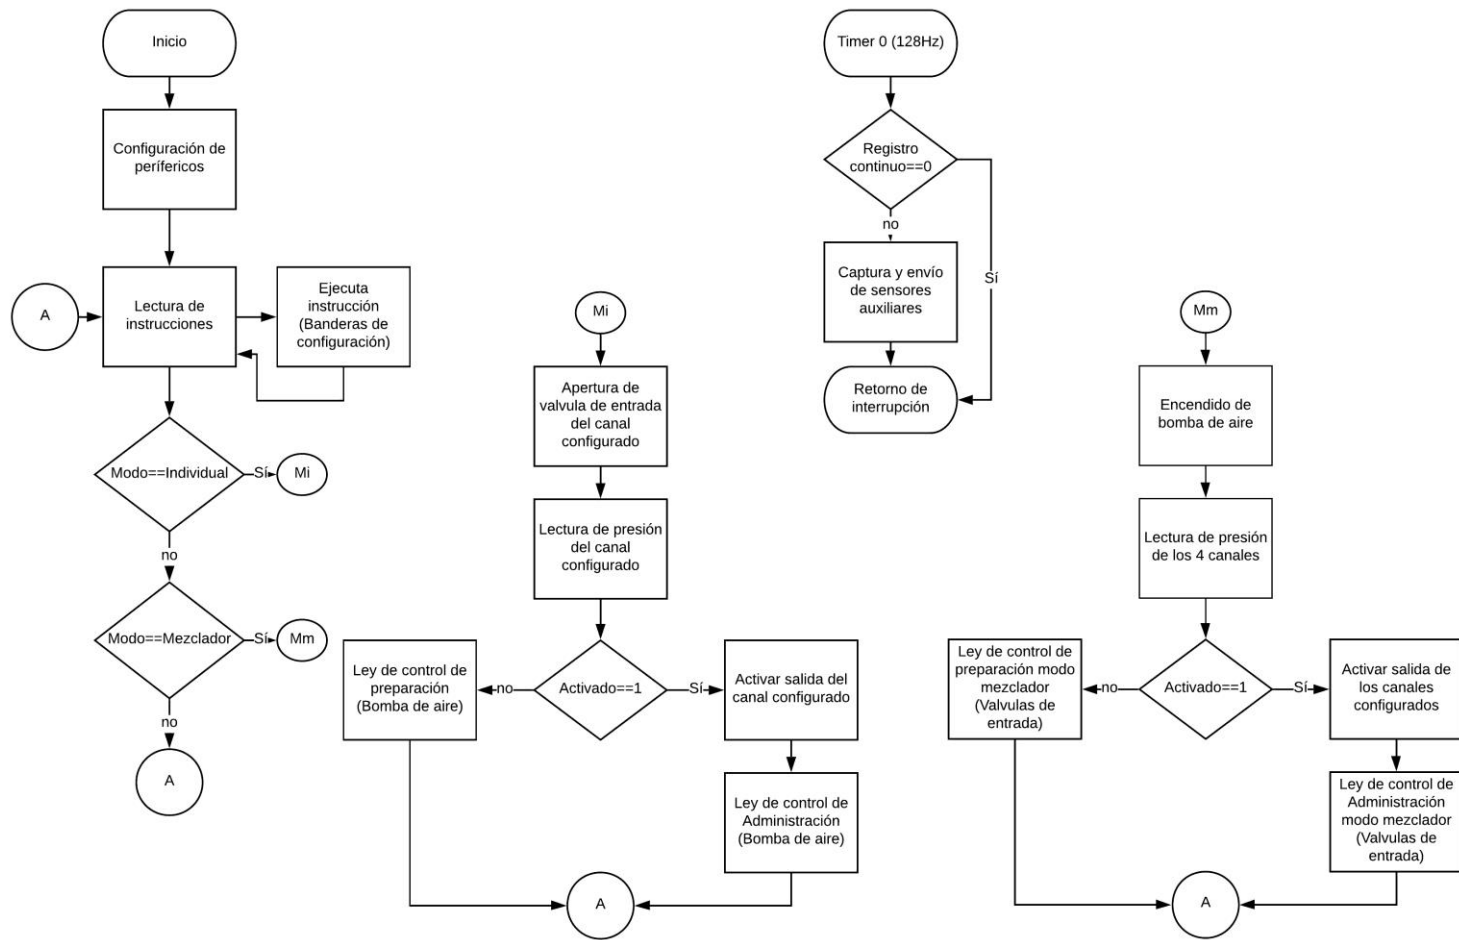 Inicio
Configuración de
perífericos
A
Lectura de
instrucciones
Ejecuta
instrucción
(Banderas de
configuración)
Modo==Individual
Sí
Mi
no
Modo==Mezclador
Sí
Mm
no
A
Mi
Apertura de
valvula de entrada
del canal
configurado
Lectura de presión
del canal
configurado
Activado==1
no
Sí
Ley de control de
preparación
(Bomba de aire)
Activar salida del
canal configurado
Ley de control de
Administración
(Bomba de aire)
A
Timer 0 (128Hz)
Registro
continuo==0
no
Sí
Captura y envío
de sensores
auxiliares
Retorno de
interrupción
Mm
Encendido de
bomba de aire
Lectura de presión
de los 4 canales
Activado==1
no
Sí
Ley de control de
preparación modo
mezclador
(Valvulas de
entrada)
Activar salida de
los canales
configurados
Ley de control de
Administración
modo mezclador
(Valvulas de
entrada)
A